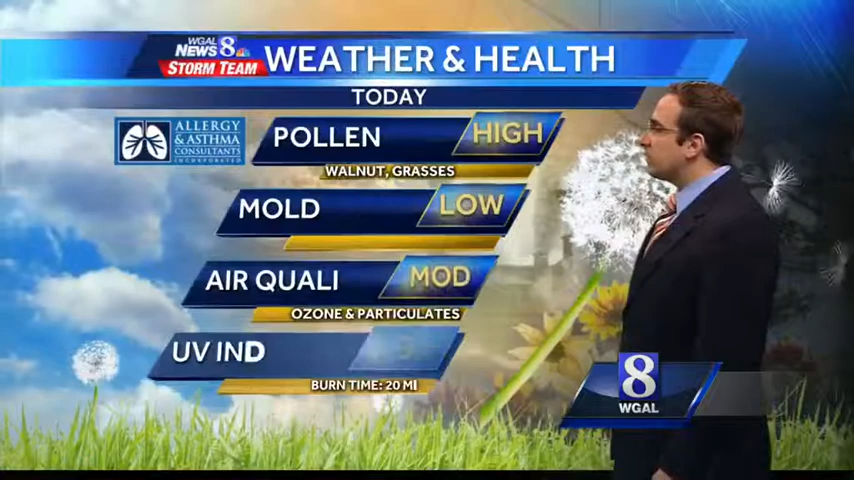 WGAL
NEWS 8
STORM TEAM
WEATHER & HEALTH
TODAY
ALLERGY
& ASTHMA
CONSULTANTS
INCORPORATED
POLLEN HIGH
WALNUT, GRASSES
MOLD LOW
AIR QUALI MOD
OZONE & PARTICULATES
UV IND
BURN TIME: 20 MI
8
WGAL